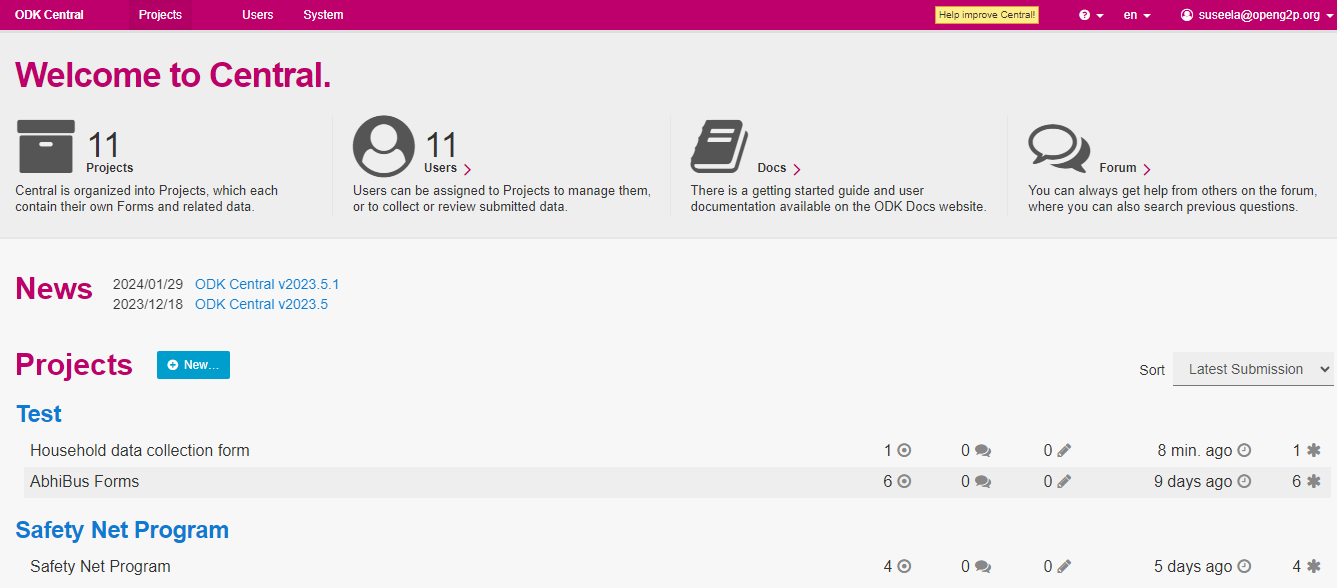 ODK Central Projects Users System Help improve Central! en suseela@openg2p.org
Welcome to Central.
11
Projects
Central is organized into Projects, which each
contain their own Forms and related data.
11
Users
Users can be assigned to Projects to manage them,
or to collect or review submitted data.
Docs
There is a getting started guide and user
documentation available on the ODK Docs website.
Forum
You can always get help from others on the forum,
where you can also search previous questions.
News
2024/01/29 ODK Central v2023.5.1
2023/12/18 ODK Central v2023.5
Projects New...
Sort Latest Submission
Test
Household data collection form 1 0 0 8 min. ago 1
AbhiBus Forms 6 0 0 9 days ago 6
Safety Net Program
Safety Net Program 4 0 0 5 days ago 4